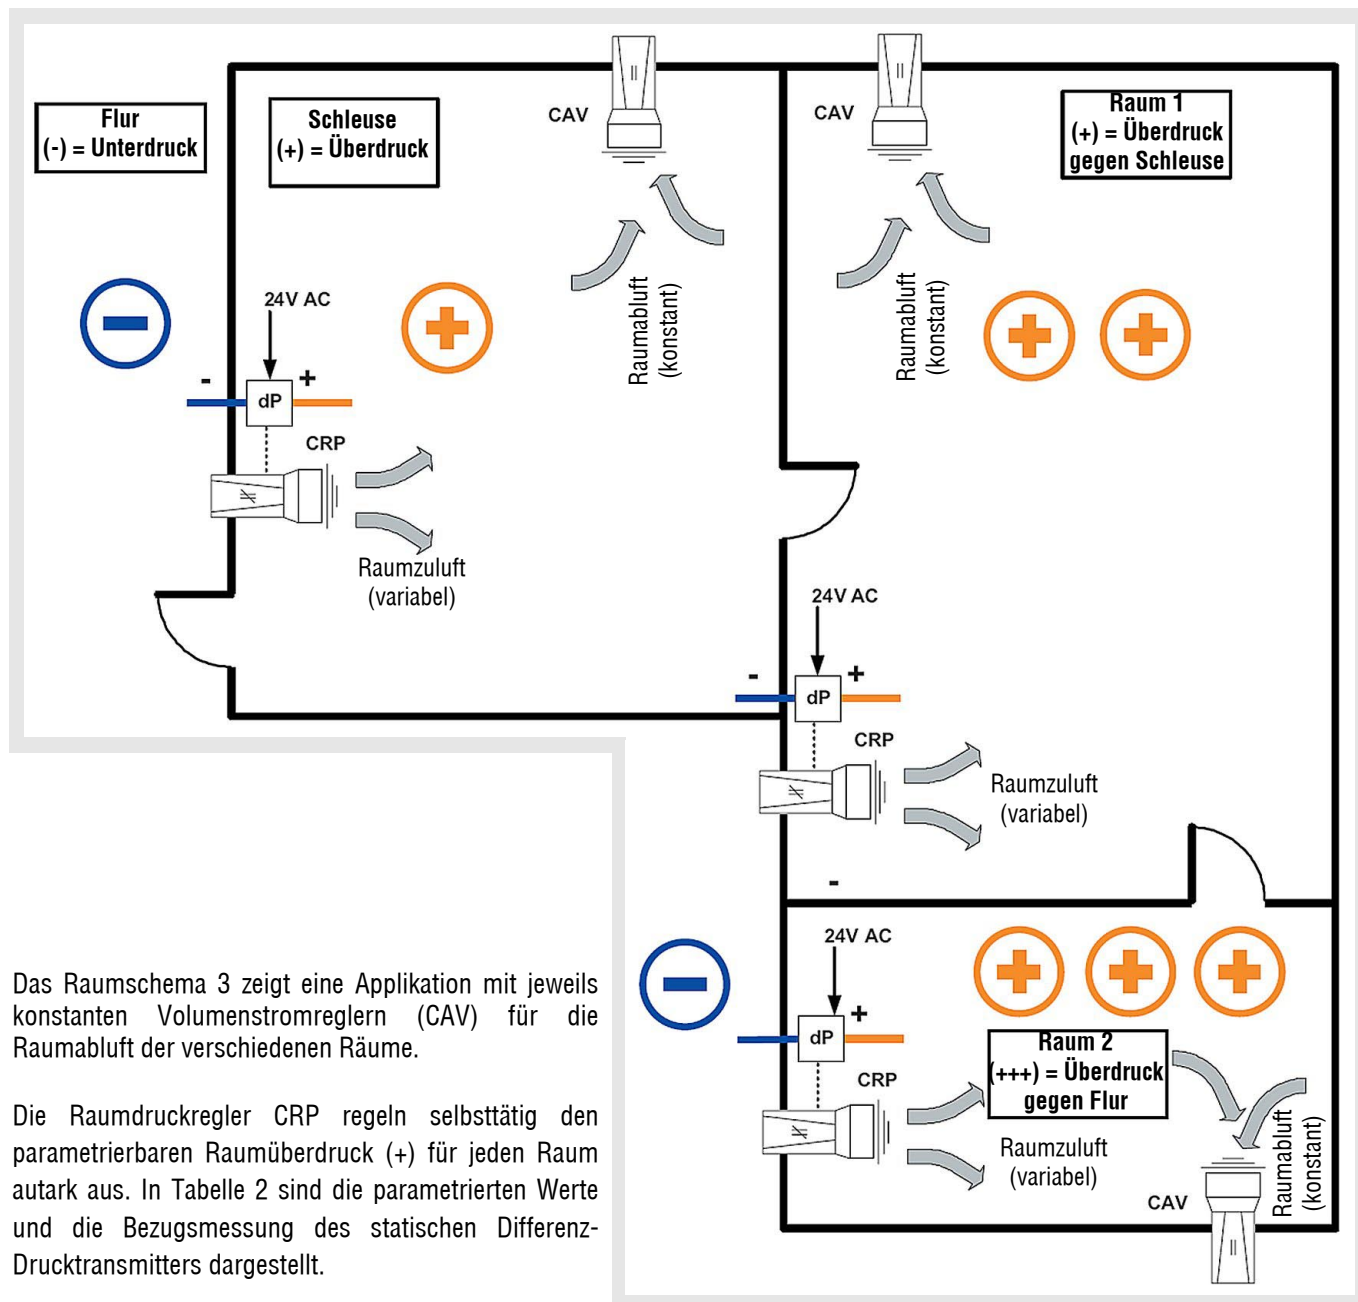 Flur
(-) = Unterdruck
Schleuse
(+) = Überdruck
CAV
CAV
Raum 1
(+) = Überdruck
gegen Schleuse
Raumabluft
(konstant)
Raumabluft
(konstant)
24V AC
-
+
dP
CRP
Raumzuluft
(variabel)
24V AC
-
+
dP
CRP
Raumzuluft
(variabel)
-
24V AC
+
dP
CRP
Raumzuluft
(variabel)
Raum 2
(+++) = Überdruck
gegen Flur
Raumabluft
(konstant)
CAV
Das Raumschema 3 zeigt eine Applikation mit jeweils
konstanten Volumenstromreglern (CAV) für die
Raumabluft der verschiedenen Räume.
Die Raumdruckregler CRP regeln selbsttätig den
parametrierbaren Raumüberdruck (+) für jeden Raum
autark aus. In Tabelle 2 sind die parametrierten Werte
und die Bezugsmessung des statischen Differenz-
Drucktransmitters dargestellt.